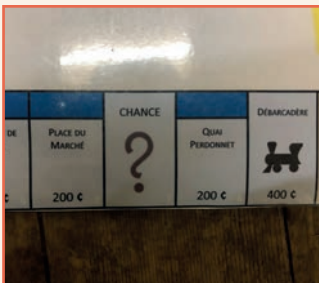 DE
¢
PLACE DU
MARCHÉ
200 ¢
CHANCE
?
QUAI
PERDONNET
200 ¢
DÉBARCADÈRE
400 ¢